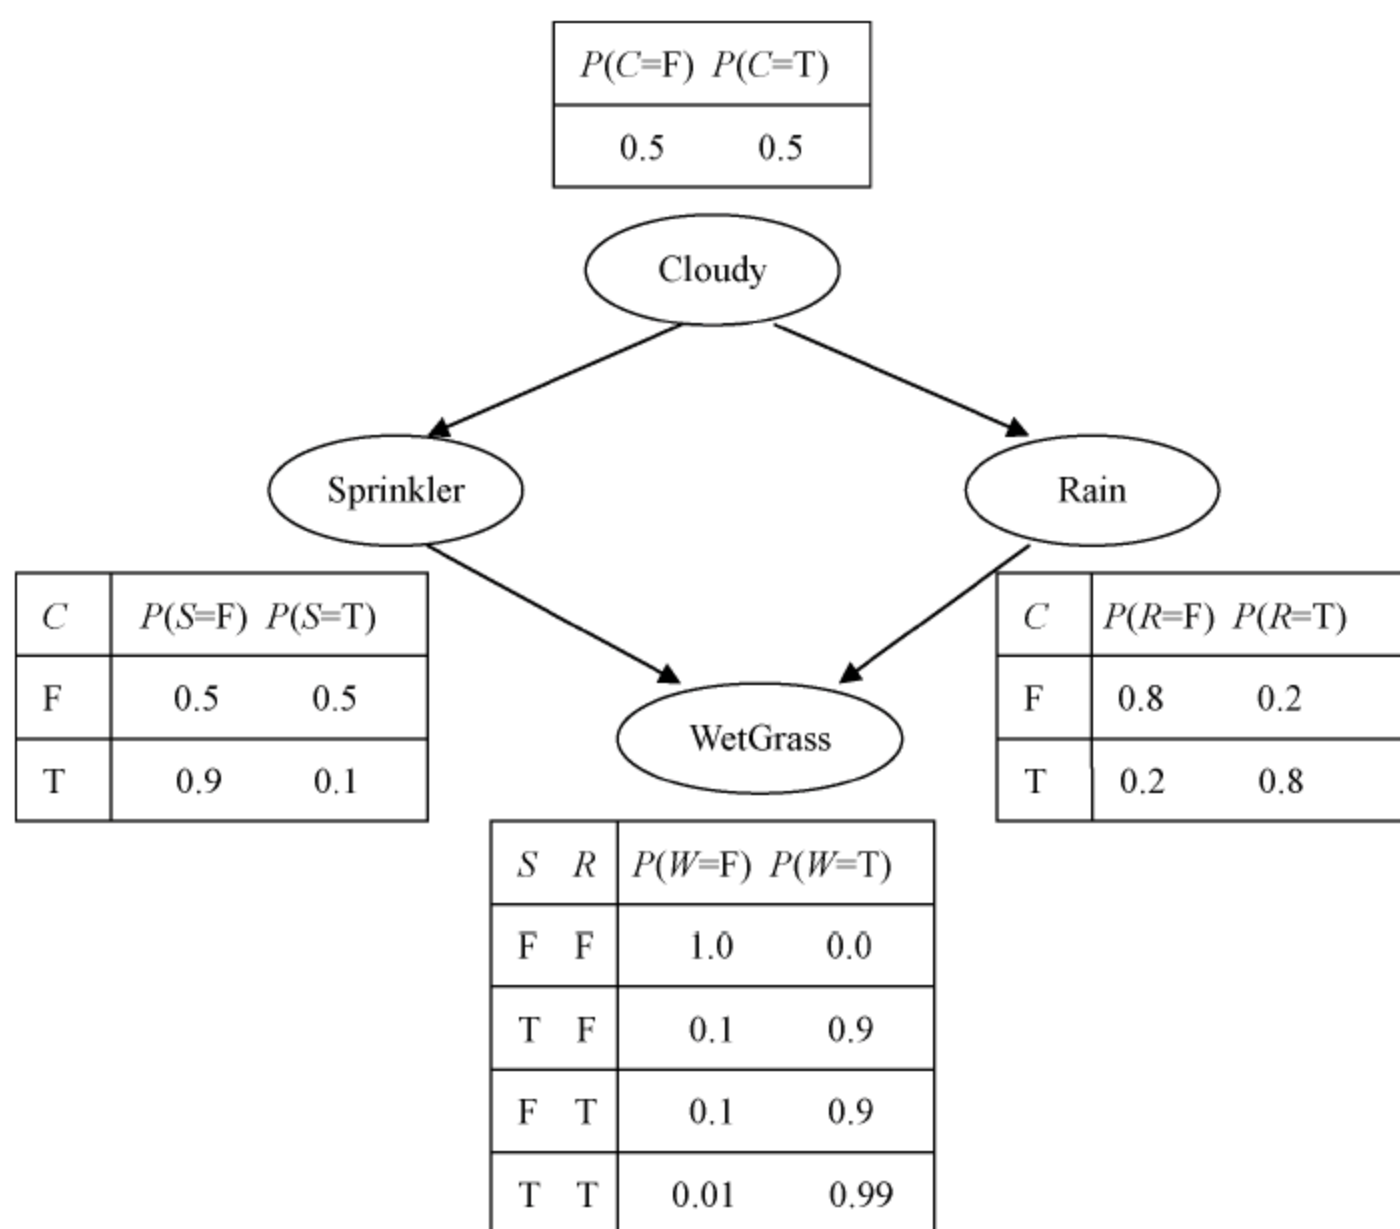 P(C=F) P(C=T)
0.5 0.5
Cloudy
Sprinkler
Rain
C P(S=F) P(S=T)
F 0.5 0.5
T 0.9 0.1
C P(R=F) P(R=T)
F 0.8 0.2
T 0.2 0.8
WetGrass
S R P(W=F) P(W=T)
F F 1.0 0.0
T F 0.1 0.9
F T 0.1 0.9
T T 0.01 0.99